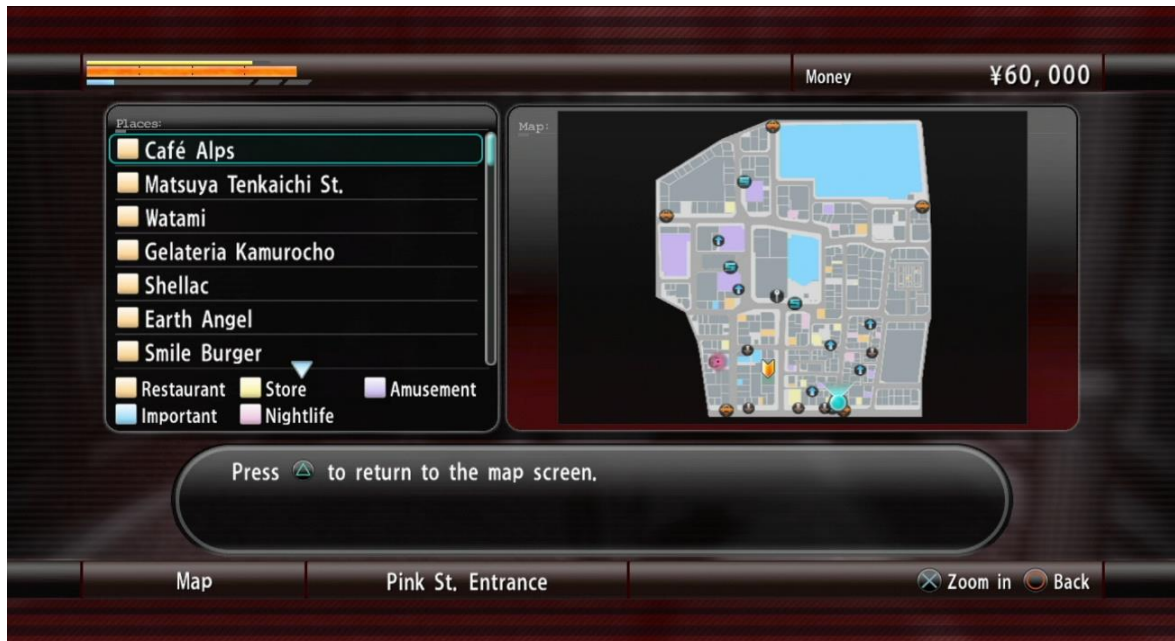 Money ¥60,000
Places:
Café Alps
Matsuya Tenkaichi St.
Watami
Gelateria Kamurocho
Shellac
Earth Angel
Smile Burger
Restaurant Store Amusement
Important Nightlife
Map:
Press to return to the map screen.
Map Pink St. Entrance Zoom in Back